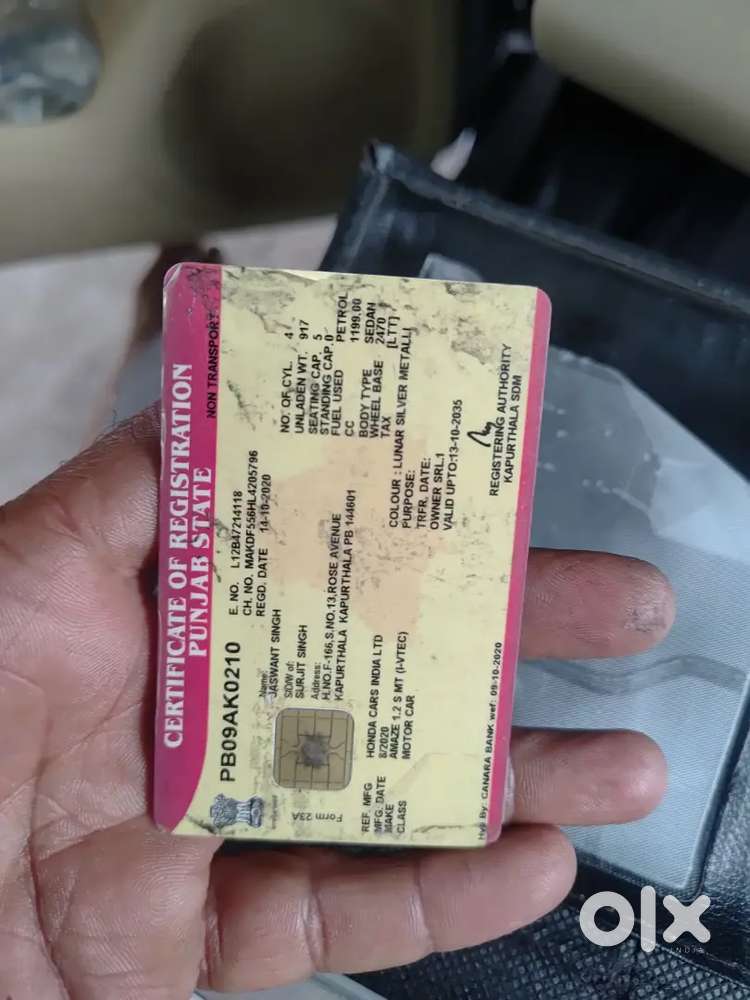 CERTIFICATE OF REGISTRATION
PUNJAB STATE
NON TRANSPORT
PB09AK0210
E. NO. L12B47214118
CH. NO. MAKDF556HL4205796
REGD. DATE 14-10-2020
Name:
JASWANT SINGH
S/D/W of:
SURJIT SINGH
Address:
H.NO.F-166,S.NO.13,ROSE AVENUE
KAPURTHALA KAPURTHALA PB 144601
NO. OF CYL. 4
UNLADEN WT. 917
SEATING CAP. 5
STANDING CAP. 0
FUEL USED PETROL
CC 1199.00
BODY TYPE SEDAN
WHEEL BASE 2470
TAX [LTT]
Form 23A
REF. MFG HONDA CARS INDIA LTD
MFG. DATE 8/2020
MAKE AMAZE 1.2 S MT (I-VTEC)
CLASS MOTOR CAR
COLOUR : LUNAR SILVER METALLI
PURPOSE:
TRFR. DATE:
OWNER SRL.1
VALID UPTO:13-10-2035
REGISTERING AUTHORITY
KAPURTHALA SDM
By: CANARA BANK wef: 09-10-2020
olx
INDIA